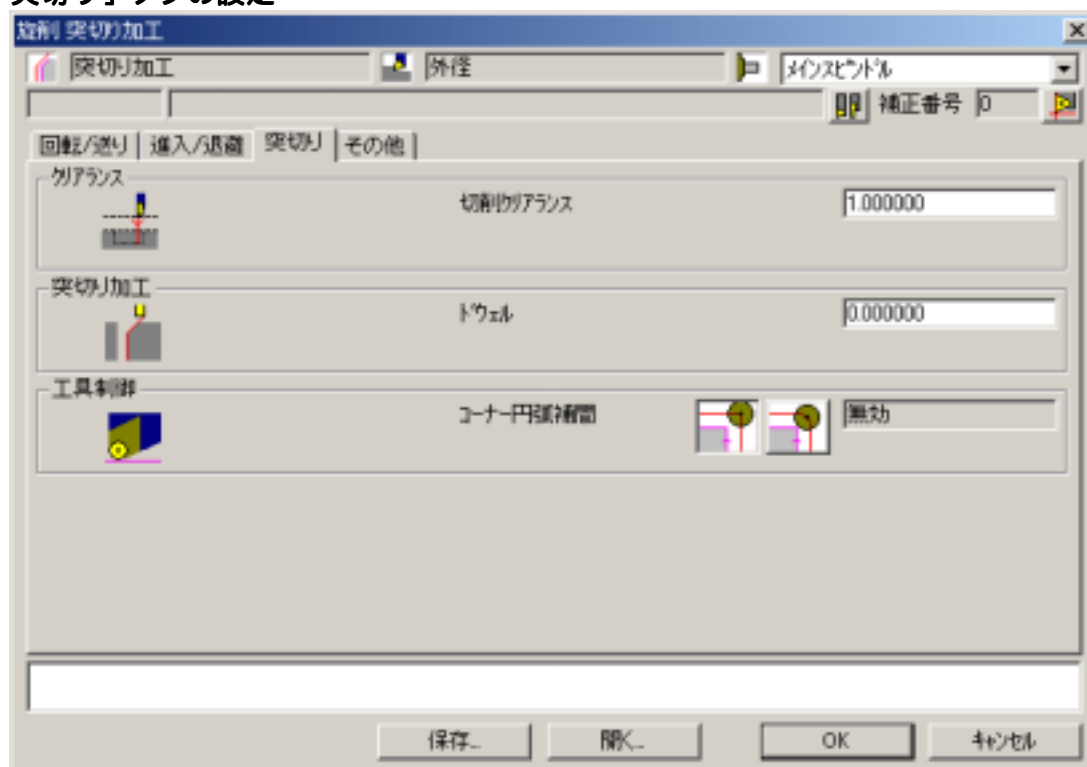 突切り」タブの設定
旋削 突切り加工
突切り加工 外径 メインスピンドル
補正番号 0
回転/送り 進入/退避 突切り その他
クリアランス
切削クリアランス 1.000000
突切り加工
ドウェル 0.000000
工具制御
コーナー円弧補間 無効
保存... 開く... OK キャンセル